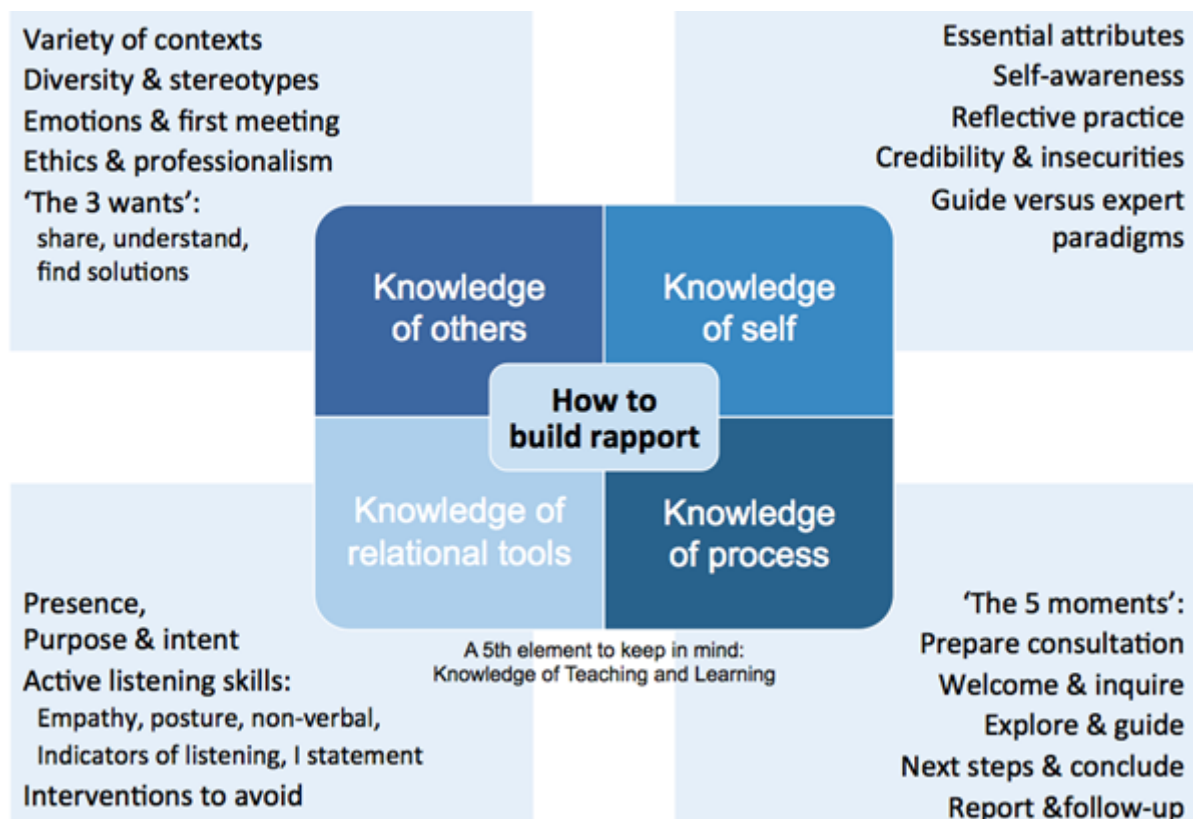 Variety of contexts
Diversity & stereotypes
Emotions & first meeting
Ethics & professionalism
‘The 3 wants’:
share, understand,
find solutions
Essential attributes
Self-awareness
Reflective practice
Credibility & insecurities
Guide versus expert
paradigms
Knowledge
of others
Knowledge
of self
How to
build rapport
Knowledge of
relational tools
Knowledge
of process
A 5th element to keep in mind:
Knowledge of Teaching and Learning
Presence,
Purpose & intent
Active listening skills:
Empathy, posture, non-verbal,
Indicators of listening, I statement
Interventions to avoid
‘The 5 moments’:
Prepare consultation
Welcome & inquire
Explore & guide
Next steps & conclude
Report &follow-up